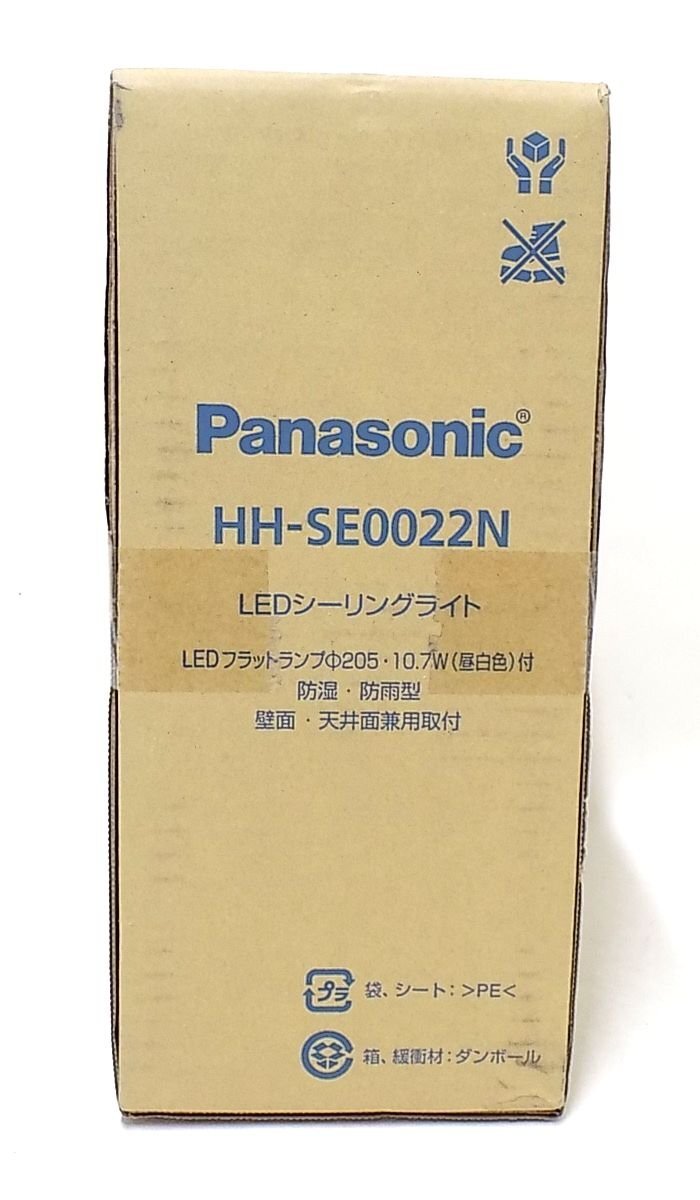 Panasonic®
HH-SE0022N
LEDシーリングライト
LEDフラットランプΦ205・10.7W(昼白色)付
防湿・防雨型
壁面・天井面兼用取付
プラ 袋、シート:>PE<
箱、緩衝材:ダンボール